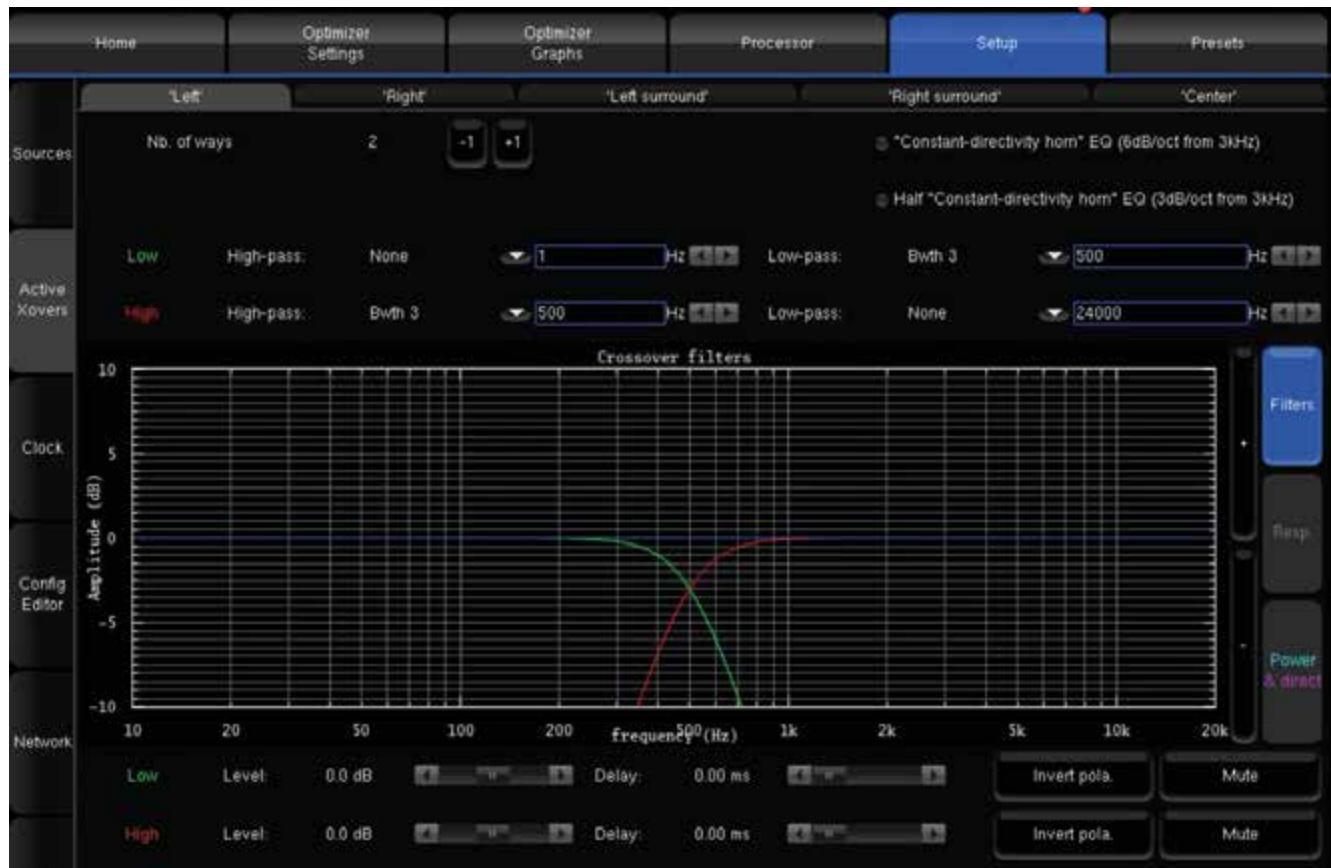 Home
Optimizer Settings
Optimizer Graphs
Processor
Setup
Presets
'Left'
'Right'
'Left surround'
'Right surround'
'Center'
Sources
Active Xovers
Clock
Config Editor
Network
Nb. of ways 2 -1 +1
"Constant-directivity horn" EQ (6dB/oct from 3kHz)
Half "Constant-directivity horn" EQ (3dB/oct from 3kHz)
Low High-pass: None 1 Hz Low-pass: Bwth 3 500 Hz
High High-pass: Bwth 3 500 Hz Low-pass: None 24000 Hz
Crossover filters
10
5
0
-5
-10
Amplitude (dB)
10 20 50 100 200 500 1k 2k 5k 10k 20k
frequency (Hz)
+
-
Filters
Resp.
Power & direct
Low Level: 0.0 dB Delay: 0.00 ms Invert pola. Mute
High Level: 0.0 dB Delay: 0.00 ms Invert pola. Mute